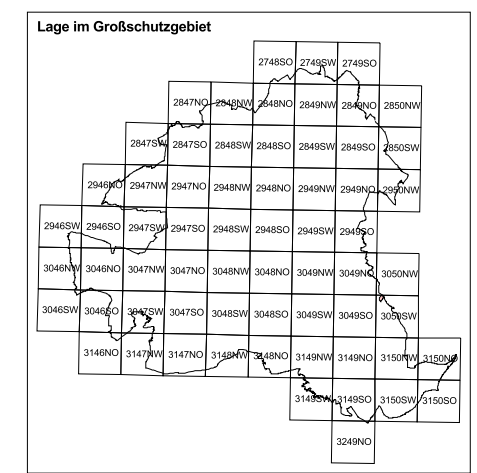 Lage im Großschutzgebiet
2748SO 2749SW 2749SO
2847NO 2848NW 2848NO 2849NW 2849NO 2850NW
2847SW 2847SO 2848SW 2848SO 2849SW 2849SO 2850SW
2946NO 2947NW 2947NO 2948NW 2948NO 2949NW 2949NO 2950NW
2946SW 2946SO 2947SW 2947SO 2948SW 2948SO 2949SW 2949SO
3046NW 3046NO 3047NW 3047NO 3048NW 3048NO 3049NW 3049NO 3050NW
3046SW 3046SO 3047SW 3047SO 3048SW 3048SO 3049SW 3049SO 3050SW
3146NO 3147NW 3147NO 3148NW 3148NO 3149NW 3149NO 3150NW 3150NO
3149SW 3149SO 3150SW 3150SO
3249NO